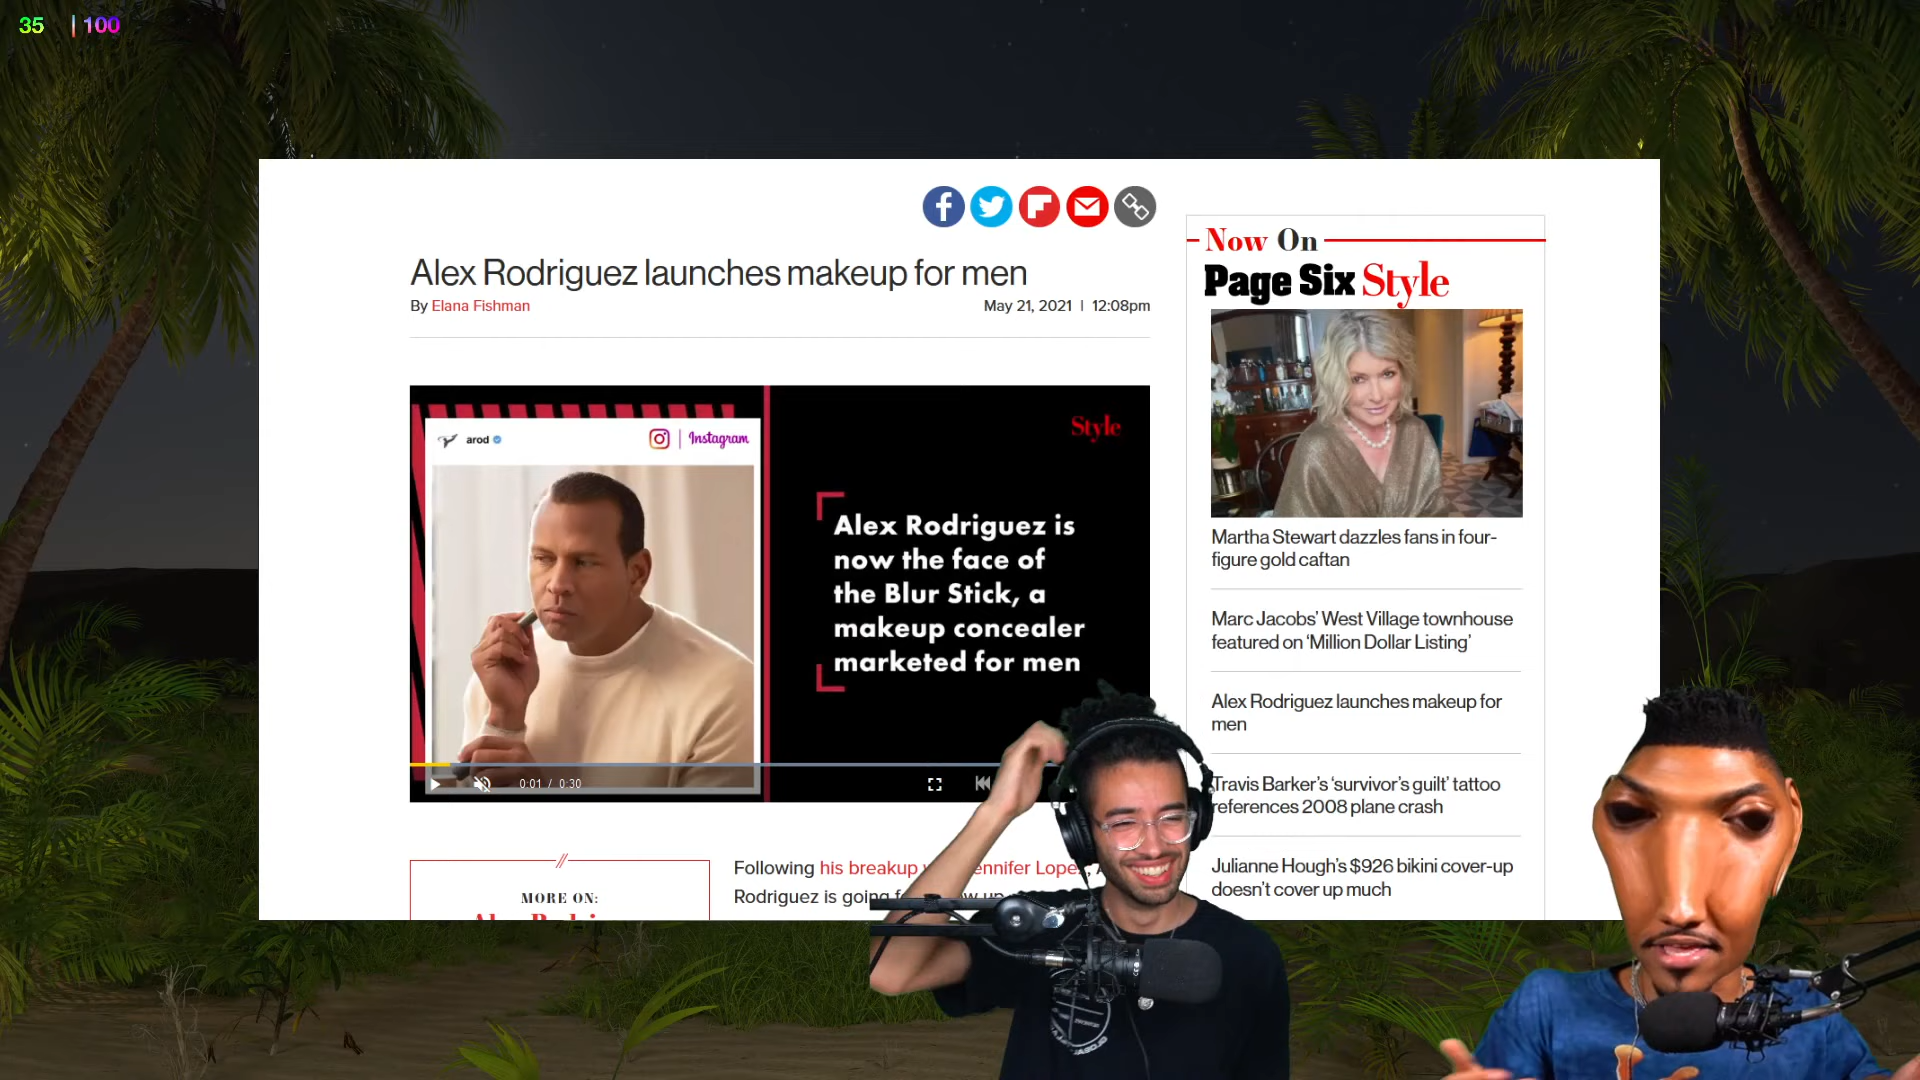 35 | 100
Alex Rodriguez launches makeup for men
By Elana Fishman
May 21, 2021 | 12:08pm
arod
Instagram
Style
Alex Rodriguez is
now the face of
the Blur Stick, a
makeup concealer
marketed for men
0:01 / 0:30
MORE ON:
Following his breakup
Rodriguez is going
Now On
Page Six Style
Martha Stewart dazzles fans in four-
figure gold caftan
Marc Jacobs' West Village townhouse
featured on 'Million Dollar Listing'
Alex Rodriguez launches makeup for
men
Travis Barker's 'survivor's guilt' tattoo
references 2008 plane crash
Julianne Hough's $926 bikini cover-up
doesn't cover up much